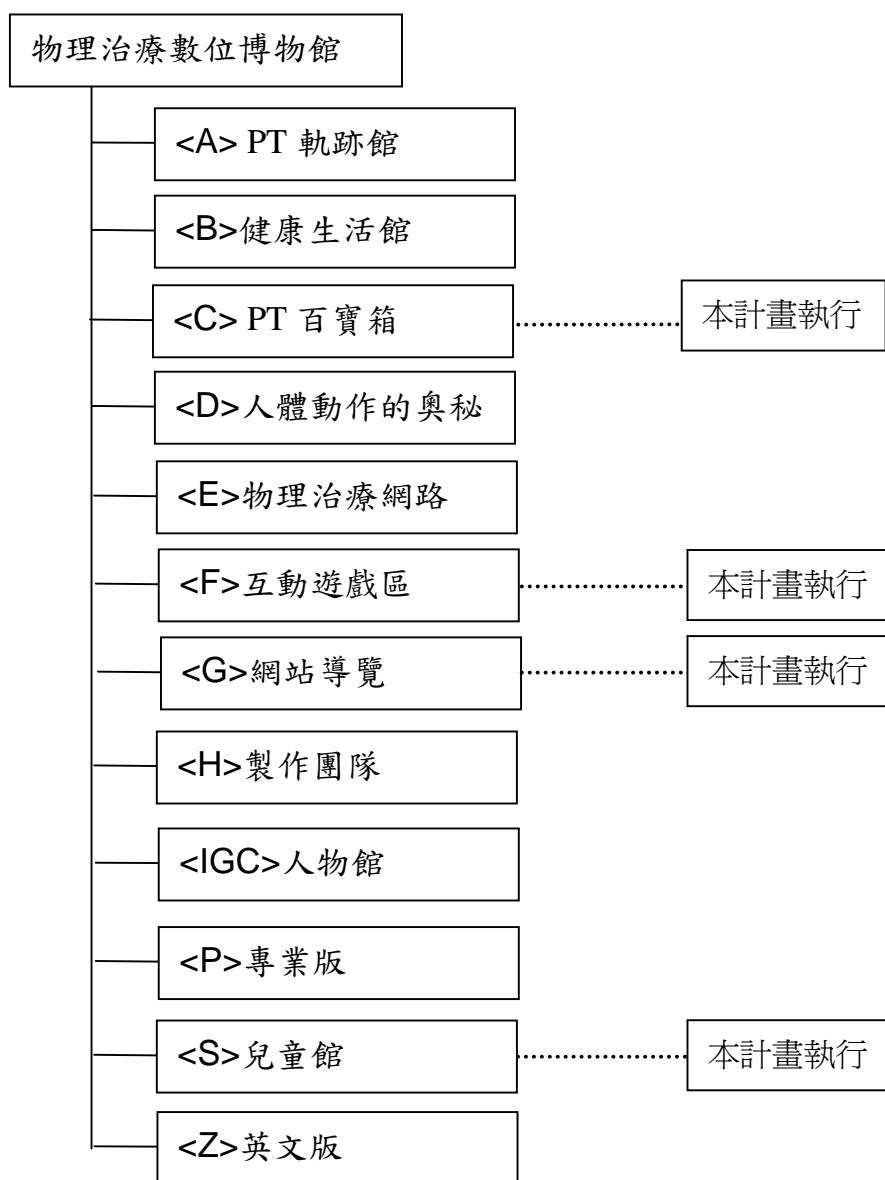 物理治療數位博物館
<A> PT 軌跡館
<B>健康生活館
<C> PT 百寶箱 本計畫執行
<D>人體動作的奧秘
<E>物理治療網路
<F>互動遊戲區 本計畫執行
<G>網站導覽 本計畫執行
<H>製作團隊
<IGC>人物館
<P>專業版
<S>兒童館 本計畫執行
<Z>英文版